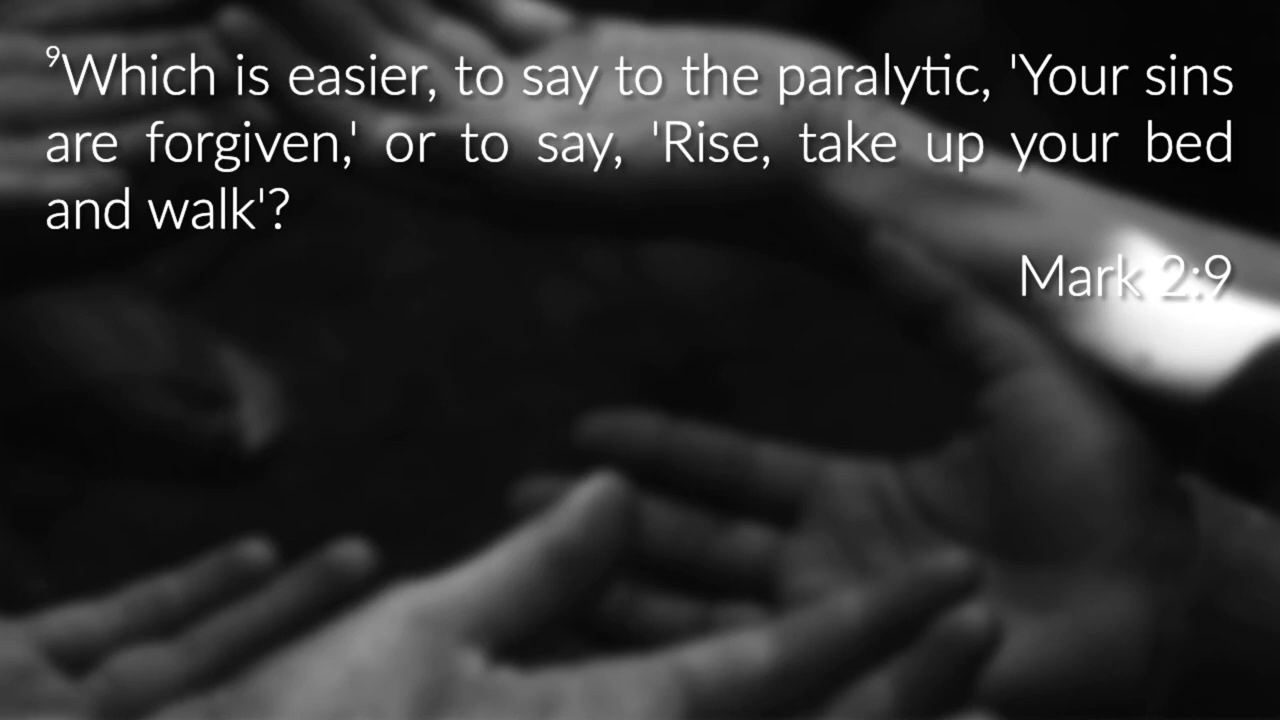 ⁹Which is easier, to say to the paralytic, 'Your sins
are forgiven,' or to say, 'Rise, take up your bed
and walk'?
Mark 2:9